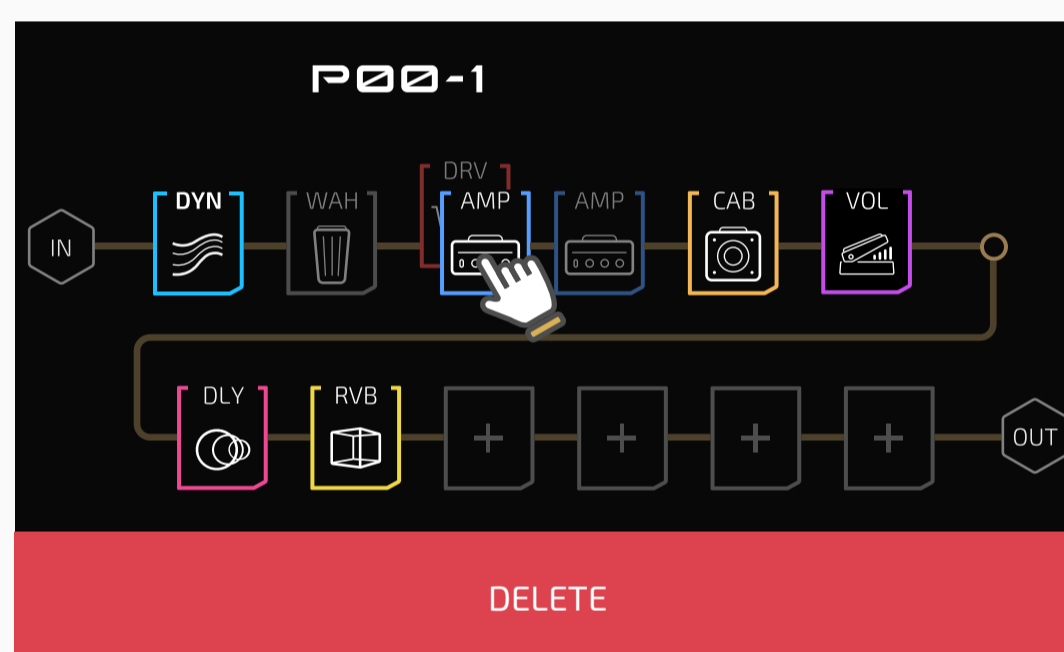 P00-1
DRV
DYN WAH AMP AMP CAB VOL
IN
DLY RVB
OUT
DELETE